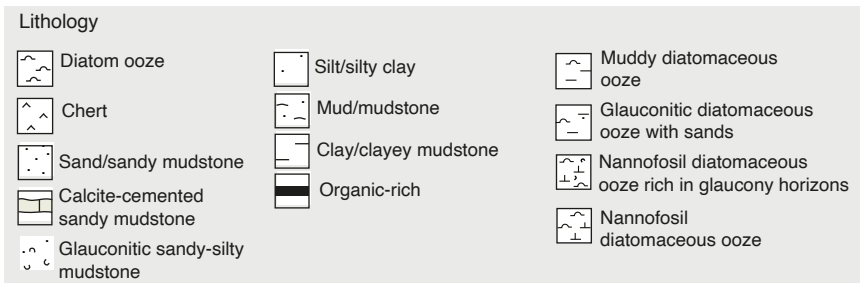 Lithology
Diatom ooze
Chert
Sand/sandy mudstone
Calcite-cemented
sandy mudstone
Glauconitic sandy-silty
mudstone
Silt/silty clay
Mud/mudstone
Clay/clayey mudstone
Organic-rich
Muddy diatomaceous
ooze
Glauconitic diatomaceous
ooze with sands
Nannofosil diatomaceous
ooze rich in glaucony horizons
Nannofosil
diatomaceous ooze